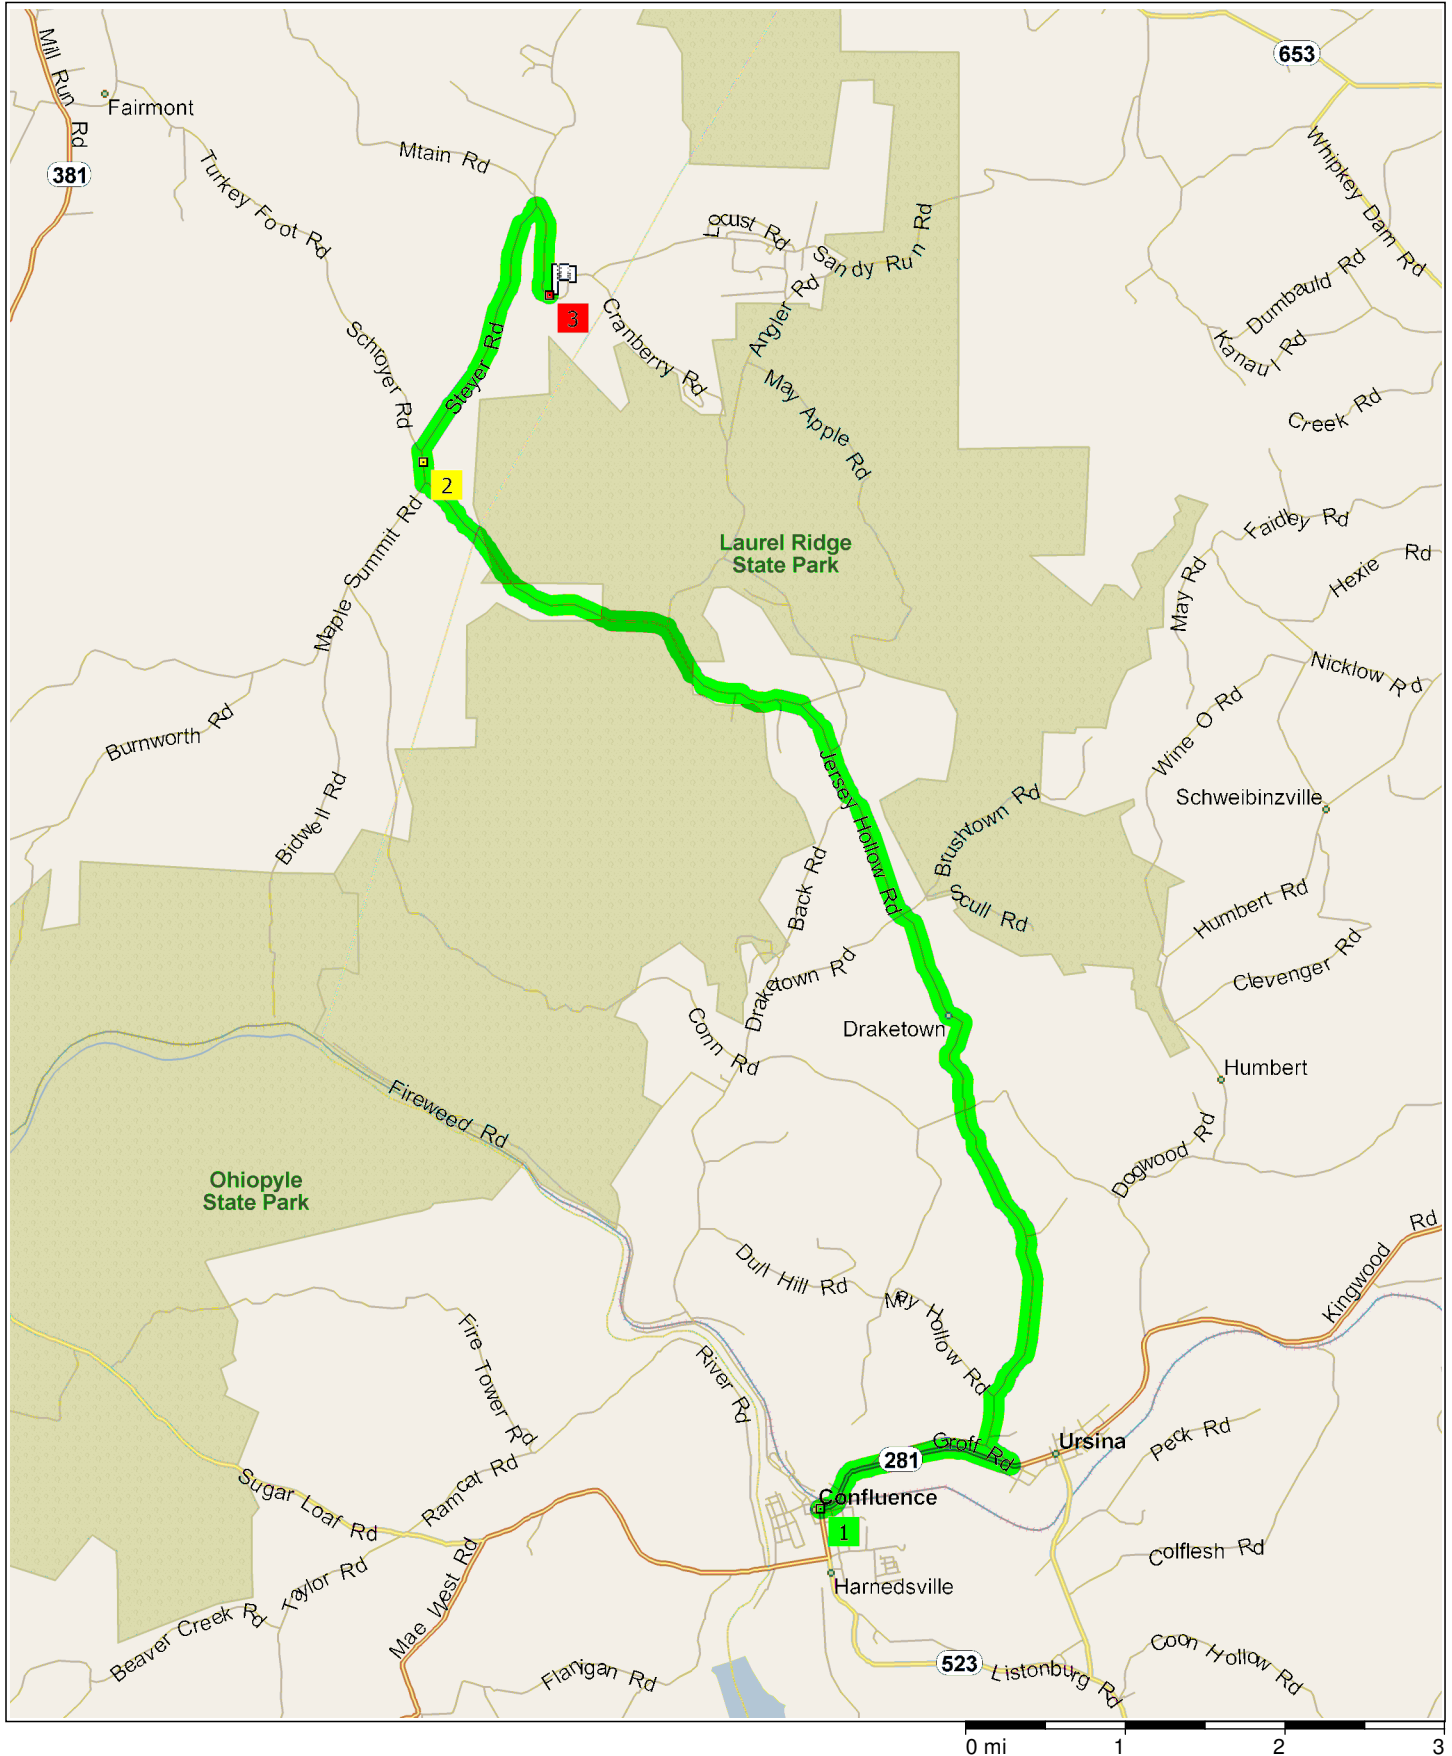 653
Mill Run Rd
Fairmont
381
Mtain Rd
Turkey Foot Rd
Whipkey Dam Rd
Locust Rd
Sandy Run Rd
Angler Rd
Dumbauld Rd
Kanaul Rd
3
Cranberry Rd
Schroyer Rd
Steyer Rd
May Apple Rd
Creek Rd
2
Maple Summit Rd
Laurel Ridge
State Park
Faidley Rd
Hexie Rd
May Rd
Nicklow Rd
Burnworth Rd
Wine O Rd
Bidwell Rd
Jersey Hollow Rd
Brushtown Rd
Schweibinzville
Back Rd
Scull Rd
Humbert Rd
Clevenger Rd
Draketown Rd
Draketown
Conn Rd
Humbert
Fireweed Rd
Dogwood Rd
Ohiopyle
State Park
Dull Hill Rd
May Hollow Rd
Kingwood Rd
Fire Tower Rd
River Rd
Groff Rd
281
Ursina
Peck Rd
Ramcat Rd
Sugar Loaf Rd
Confluence
1
Taylor Rd
Mae West Rd
Harnedsville
Colflesh Rd
Beaver Creek Rd
Flanigan Rd
523
Listonburg Rd
Coon Hollow Rd
0 mi 1 2 3